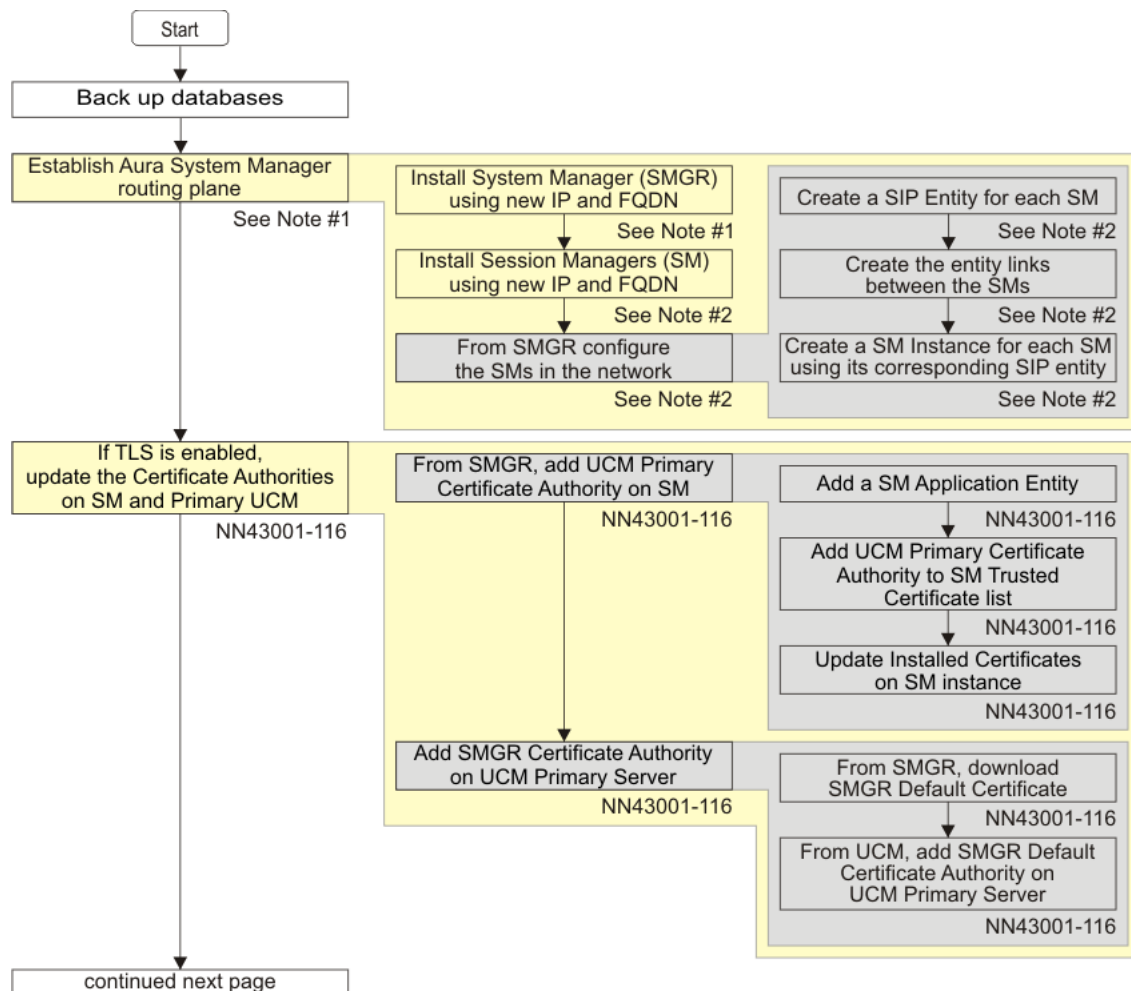 Start
Back up databases
Establish Aura System Manager
routing plane
See Note #1
Install System Manager (SMGR)
using new IP and FQDN
See Note #1
Install Session Managers (SM)
using new IP and FQDN
See Note #2
From SMGR configure
the SMs in the network
See Note #2
Create a SIP Entity for each SM
See Note #2
Create the entity links
between the SMs
See Note #2
Create a SM Instance for each SM
using its corresponding SIP entity
See Note #2
If TLS is enabled,
update the Certificate Authorities
on SM and Primary UCM
NN43001-116
From SMGR, add UCM Primary
Certificate Authority on SM
NN43001-116
Add a SM Application Entity
NN43001-116
Add UCM Primary Certificate
Authority to SM Trusted
Certificate list
NN43001-116
Update Installed Certificates
on SM instance
NN43001-116
Add SMGR Certificate Authority
on UCM Primary Server
NN43001-116
From SMGR, download
SMGR Default Certificate
NN43001-116
From UCM, add SMGR Default
Certificate Authority on
UCM Primary Server
NN43001-116
continued next page